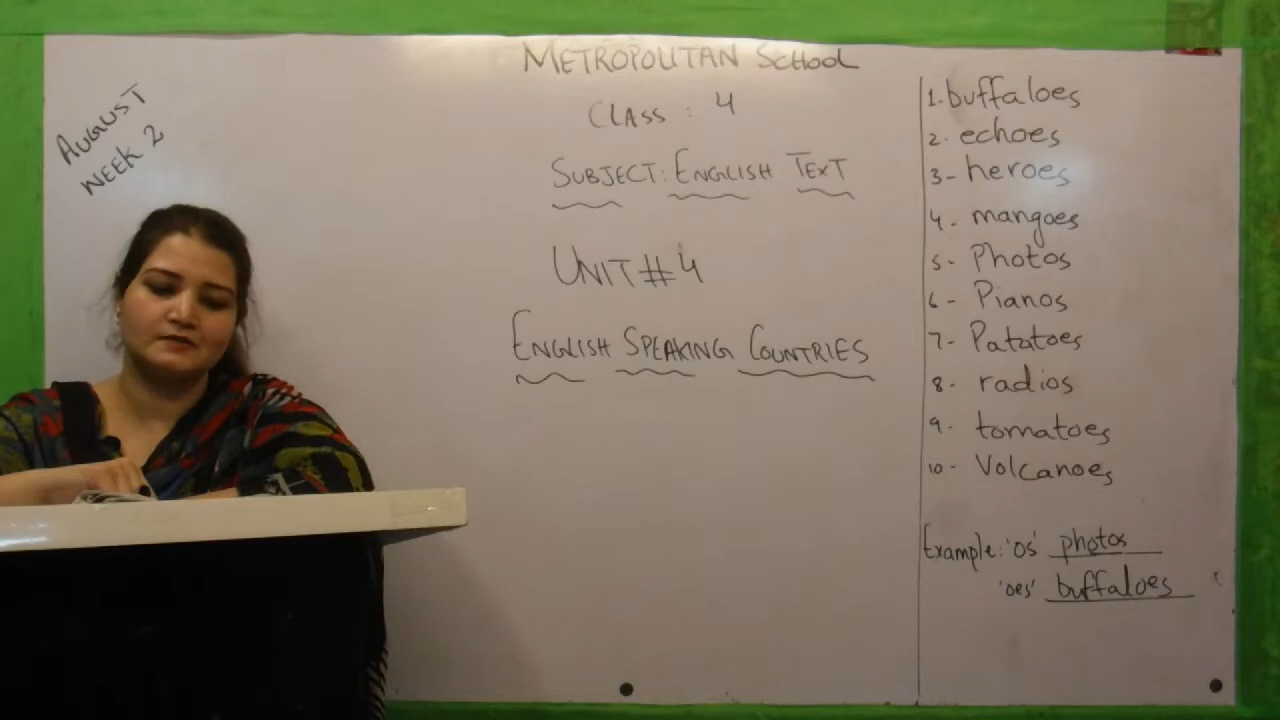 AUGUST
WEEK 2
METROPOLITAN SCHOOL
CLASS : 4
SUBJECT: ENGLISH TEXT
UNIT # 4
ENGLISH SPEAKING COUNTRIES
1. buffaloes
2. echoes
3- heroes
4- mangoes
5- Photos
6- Pianos
7- Patatoes
8- radios
9. tomatoes
10- Volcanoes
Example: 'os' photos
'oes' buffaloes